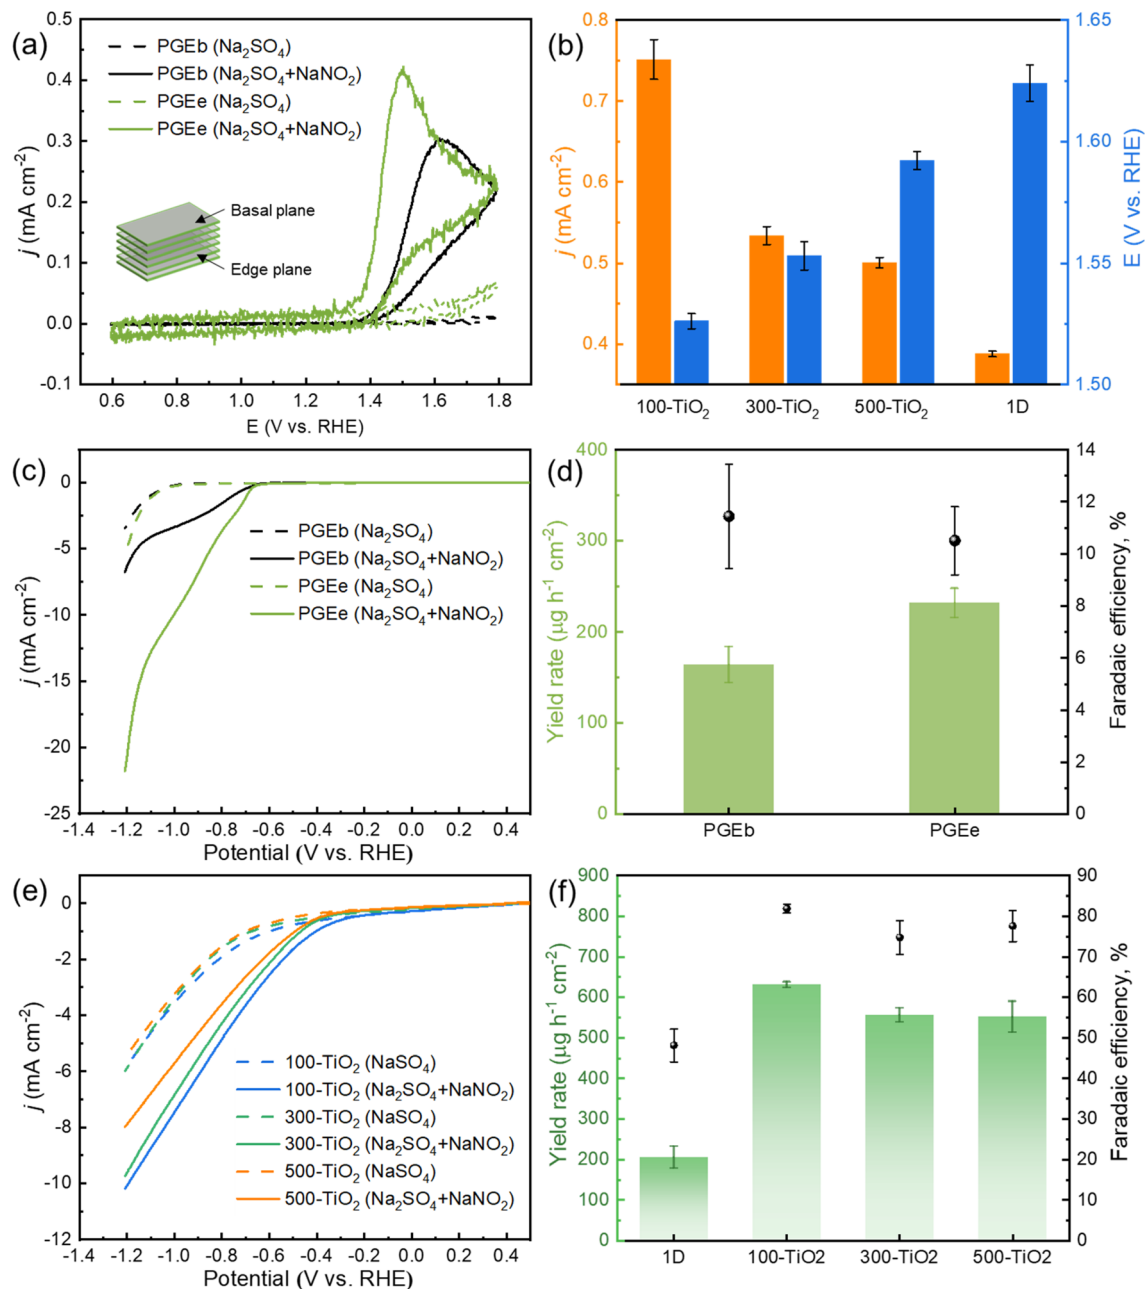 (a)
0.5
0.4
0.3
0.2
0.1
0.0
-0.1
j (mA cm-2)
PGEb (Na2SO4)
PGEb (Na2SO4+NaNO2)
PGEe (Na2SO4)
PGEe (Na2SO4+NaNO2)
Basal plane
Edge plane
0.6 0.8 1.0 1.2 1.4 1.6 1.8
E (V vs. RHE)
(b)
0.8
0.7
0.6
0.5
0.4
j (mA cm-2)
1.65
1.60
1.55
1.50
E (V vs. RHE)
100-TiO2 300-TiO2 500-TiO2 1D
(c)
0
-5
-10
-15
-20
-25
j (mA cm-2)
PGEb (Na2SO4)
PGEb (Na2SO4+NaNO2)
PGEe (Na2SO4)
PGEe (Na2SO4+NaNO2)
-1.4 -1.2 -1.0 -0.8 -0.6 -0.4 -0.2 0.0 0.2 0.4
Potential (V vs. RHE)
(d)
400
300
200
100
0
Yield rate (μg h-1 cm-2)
14
12
10
8
6
4
2
0
Faradaic efficiency, %
PGEb PGEe
(e)
0
-2
-4
-6
-8
-10
-12
j (mA cm-2)
100-TiO2 (NaSO4)
100-TiO2 (Na2SO4+NaNO2)
300-TiO2 (NaSO4)
300-TiO2 (Na2SO4+NaNO2)
500-TiO2 (NaSO4)
500-TiO2 (Na2SO4+NaNO2)
-1.4 -1.2 -1.0 -0.8 -0.6 -0.4 -0.2 0.0 0.2 0.4
Potential (V vs. RHE)
(f)
900
800
700
600
500
400
300
200
100
0
Yield rate (μg h-1 cm-2)
90
80
70
60
50
40
30
20
10
0
Faradaic efficiency, %
1D 100-TiO2 300-TiO2 500-TiO2